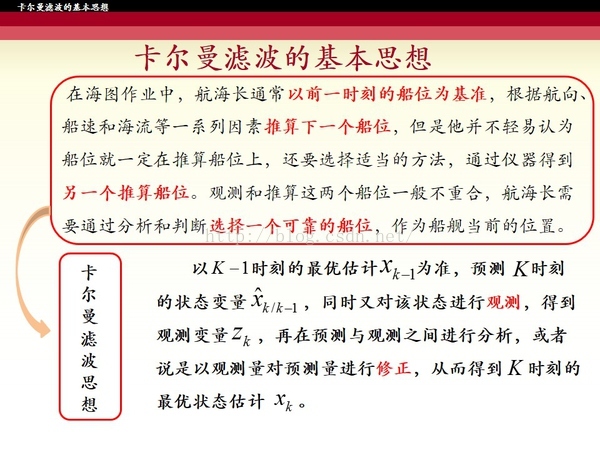 卡尔曼滤波的基本思想
卡尔曼滤波的基本思想
在海图作业中，航海长通常以前一时刻的船位为基准，根据航向、
船速和海流等一系列因素推算下一个船位，但是他并不轻易认为
船位就一定在推算船位上，还要选择适当的方法，通过仪器得到
另一个推算船位。观测和推算这两个船位一般不重合，航海长需
要通过分析和判断选择一个可靠的船位，作为船舰当前的位置。
http://blog.csdn.net/
卡尔曼滤波思想
以K−1时刻的最优估计x_{k−1}为准，预测K时刻
的状态变量x̂_{k/k−1}，同时又对该状态进行观测，得到
观测变量z_k，再在预测与观测之间进行分析，或者
说是以观测量对预测量进行修正，从而得到K时刻的
最优状态估计 x_k。